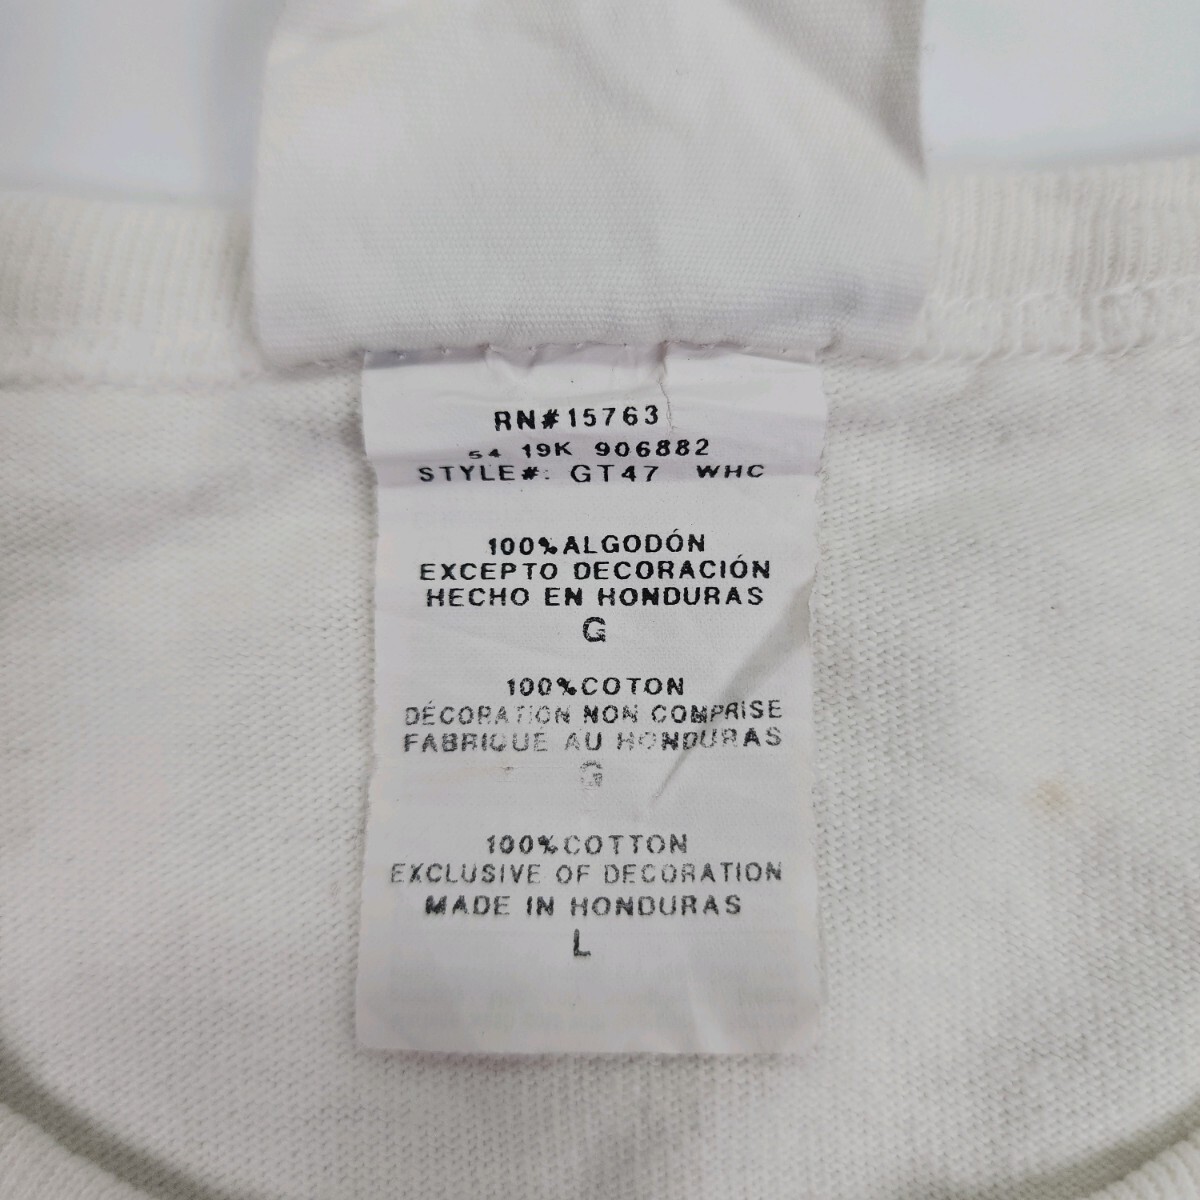 RN#15763
54 19K 906882
STYLE#: GT47 WHC
100%ALGODÓN
EXCEPTO DECORACIÓN
HECHO EN HONDURAS
G
100%COTON
DÉCORATION NON COMPRISE
FABRIQUE AU HONDURAS
G
100%COTTON
EXCLUSIVE OF DECORATION
MADE IN HONDURAS
L